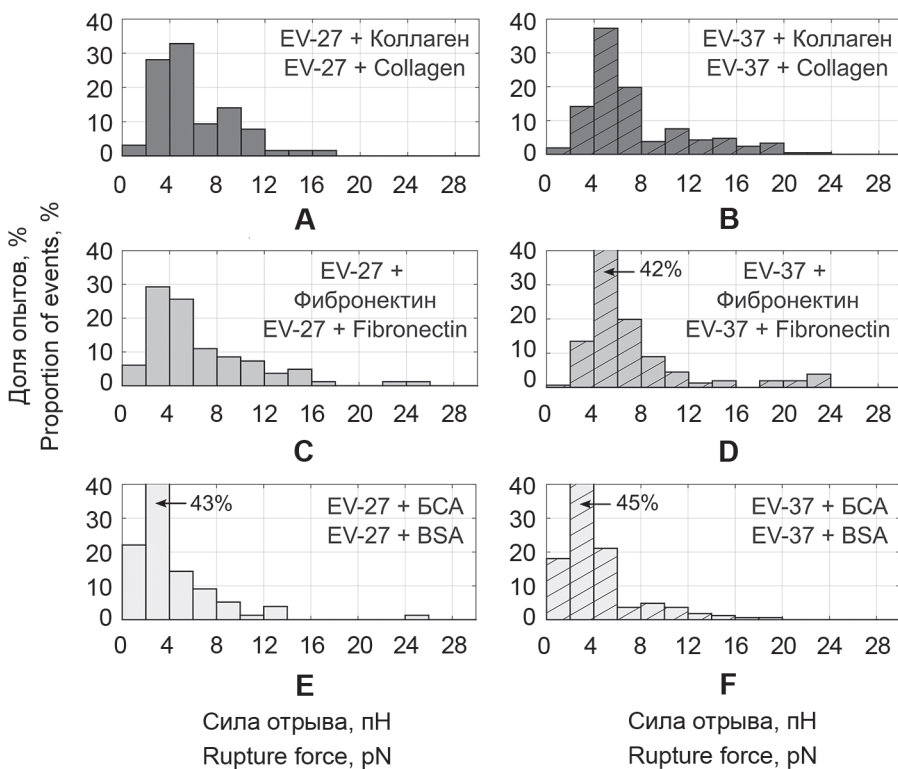 40
30
20
10
0
EV-27 + Коллаген
EV-27 + Collagen
0 4 8 12 16 20 24 28
A
40
30
20
10
0
EV-37 + Коллаген
EV-37 + Collagen
0 4 8 12 16 20 24 28
B
Доля опытов, %
Proportion of events, %
40
30
20
10
0
EV-27 +
Фибронектин
EV-27 + Fibronectin
0 4 8 12 16 20 24 28
C
40
30
20
10
0
42%
EV-37 +
Фибронектин
EV-37 + Fibronectin
0 4 8 12 16 20 24 28
D
40
30
20
10
0
43%
EV-27 + БСА
EV-27 + BSA
0 4 8 12 16 20 24 28
E
Сила отрыва, пН
Rupture force, pN
40
30
20
10
0
45%
EV-37 + БСА
EV-37 + BSA
0 4 8 12 16 20 24 28
F
Сила отрыва, пН
Rupture force, pN